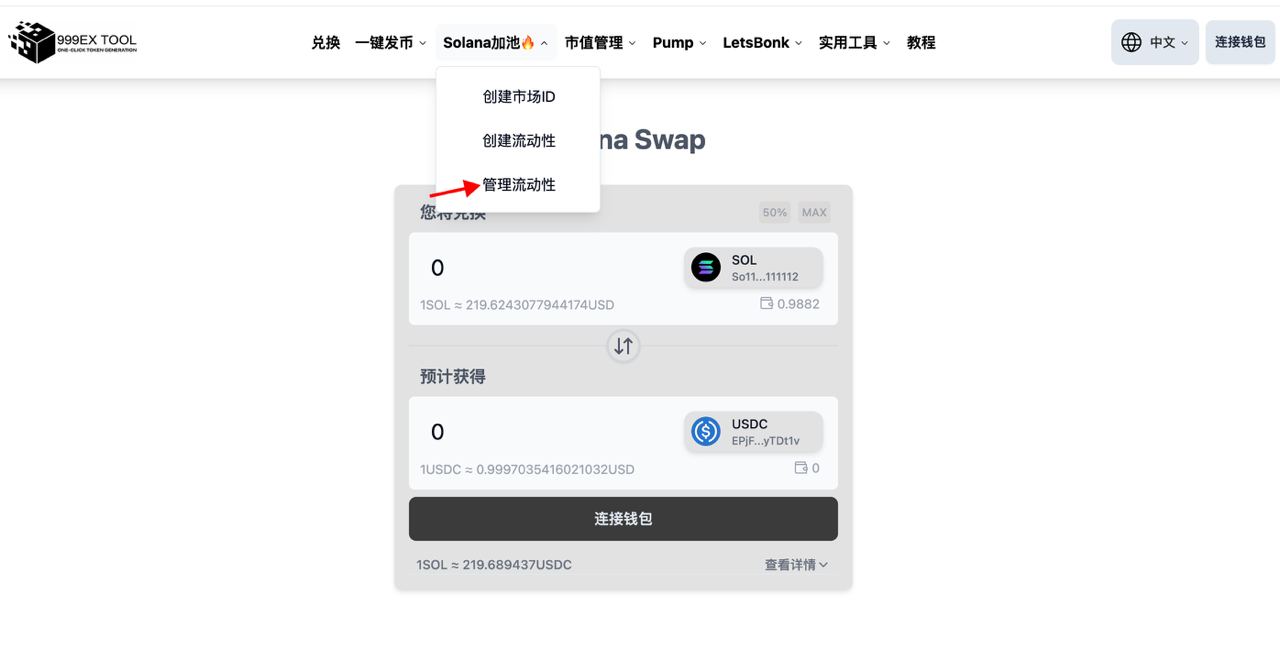 999EX TOOL
ONE-CLICK TOKEN GENERATION
兑换 一键发币 Solana加池🔥 市值管理 Pump LetsBonk 实用工具 教程
中文 连接钱包
创建市场ID
创建流动性
管理流动性
na Swap
您将兑换 50% MAX
0 SOL
So11...111112
1SOL ≈ 219.6243077944174USD 0.9882
预计获得
0 USDC
EPjF...yTDt1v
1USDC ≈ 0.9997035416021032USD 0
连接钱包
1SOL ≈ 219.689437USDC 查看详情